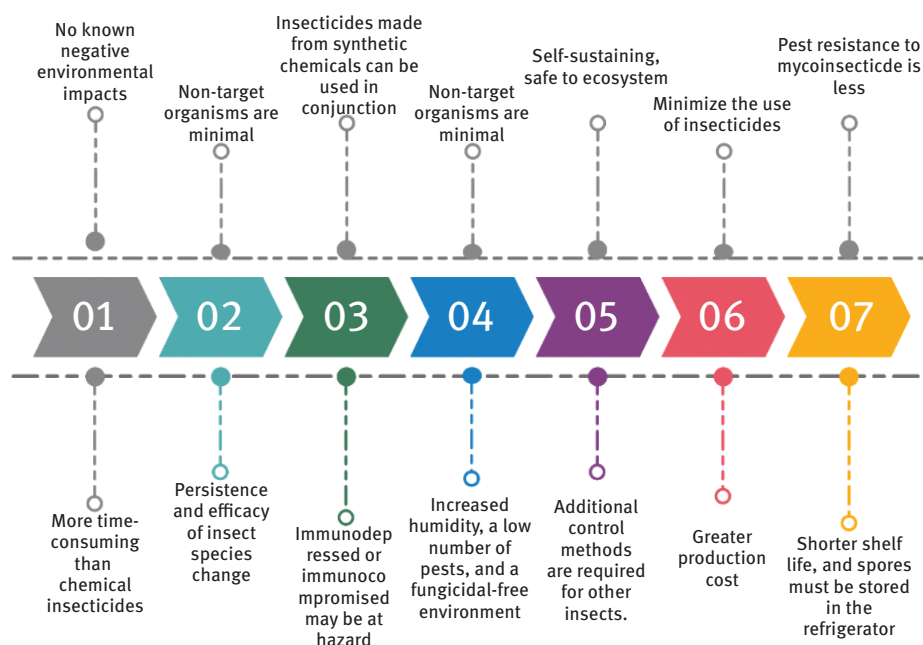 No known
negative
environmental
impacts
Non-target
organisms are
minimal
Insecticides made
from synthetic
chemicals can be
used in
conjunction
Non-target
organisms are
minimal
Self-sustaining,
safe to ecosystem
Minimize the use
of insecticides
Pest resistance to
mycoinsecticde is
less
01
02
03
04
05
06
07
More time-
consuming
than
chemical
insecticides
Persistence
and efficacy
of insect
species
change
Immunodep
ressed or
immunoco
mpromised
may be at
hazard
Increased
humidity, a low
number of
pests, and a
fungicidal-free
environment
Additional
control
methods
are required
for other
insects.
Greater
production
cost
Shorter shelf
life, and spores
must be stored
in the
refrigerator